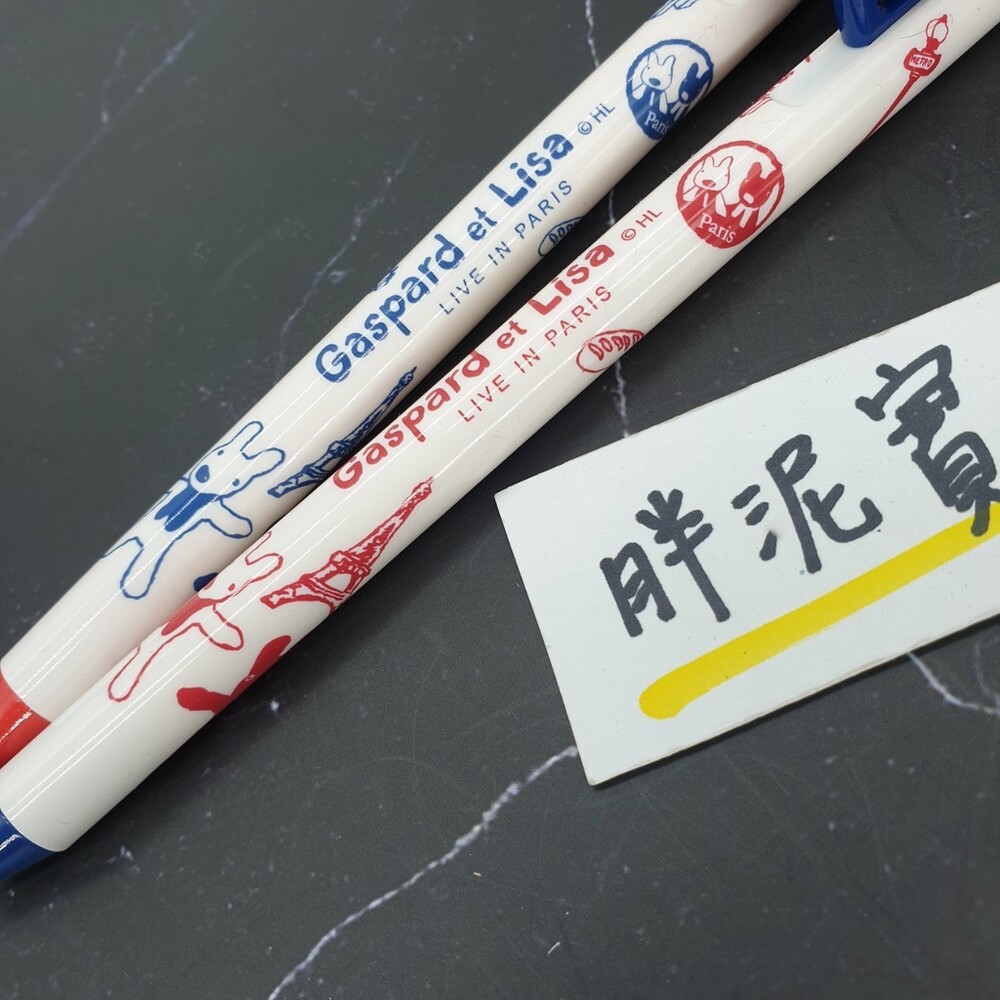 Gaspard et Lisa ©HL
LIVE IN PARIS
Paris
Gaspard et Lisa ©HL
LIVE IN PARIS
Paris
METRO
胖泥寶